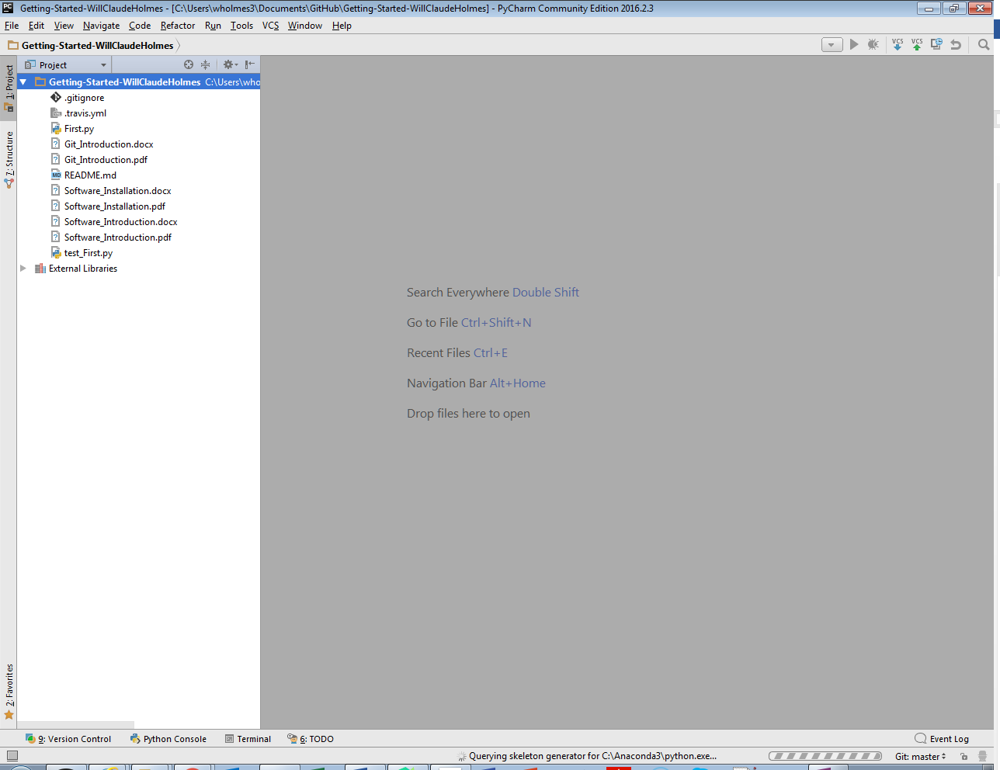 PC Getting-Started-WillClaudeHolmes - [C:\Users\wholmes3\Documents\GitHub\Getting-Started-WillClaudeHolmes] - PyCharm Community Edition 2016.2.3
File Edit View Navigate Code Refactor Run Tools VCS Window Help
Getting-Started-WillClaudeHolmes
VCS VCS
1: Project
7: Structure
2: Favorites
Project
Getting-Started-WillClaudeHolmes C:\Users\who
.gitignore
.travis.yml
First.py
? Git_Introduction.docx
? Git_Introduction.pdf
MD README.md
? Software_Installation.docx
? Software_Installation.pdf
? Software_Introduction.docx
? Software_Introduction.pdf
test_First.py
External Libraries
Search Everywhere Double Shift
Go to File Ctrl+Shift+N
Recent Files Ctrl+E
Navigation Bar Alt+Home
Drop files here to open
9: Version Control Python Console Terminal 6: TODO Event Log
Querying skeleton generator for C:\Anaconda3\python.exe... Git: master